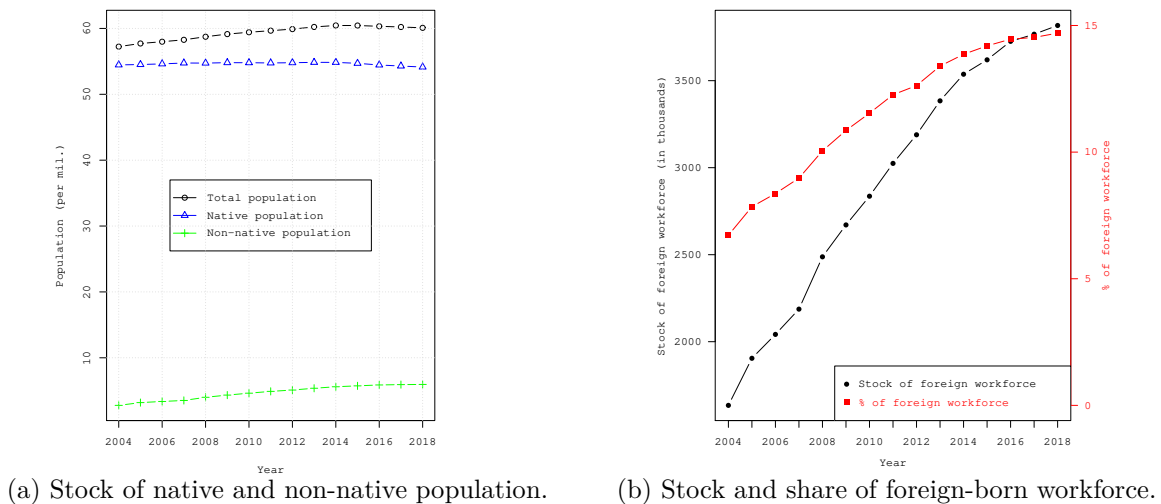 60
50
40
30
20
10
Population (per mil.)
Total population
Native population
Non-native population
2004 2006 2008 2010 2012 2014 2016 2018
Year
(a) Stock of native and non-native population.
3500
3000
2500
2000
Stock of foreign workforce (in thousands)
15
10
5
0
% of foreign workforce
Stock of foreign workforce
% of foreign workforce
2004 2006 2008 2010 2012 2014 2016 2018
Year
(b) Stock and share of foreign-born workforce.